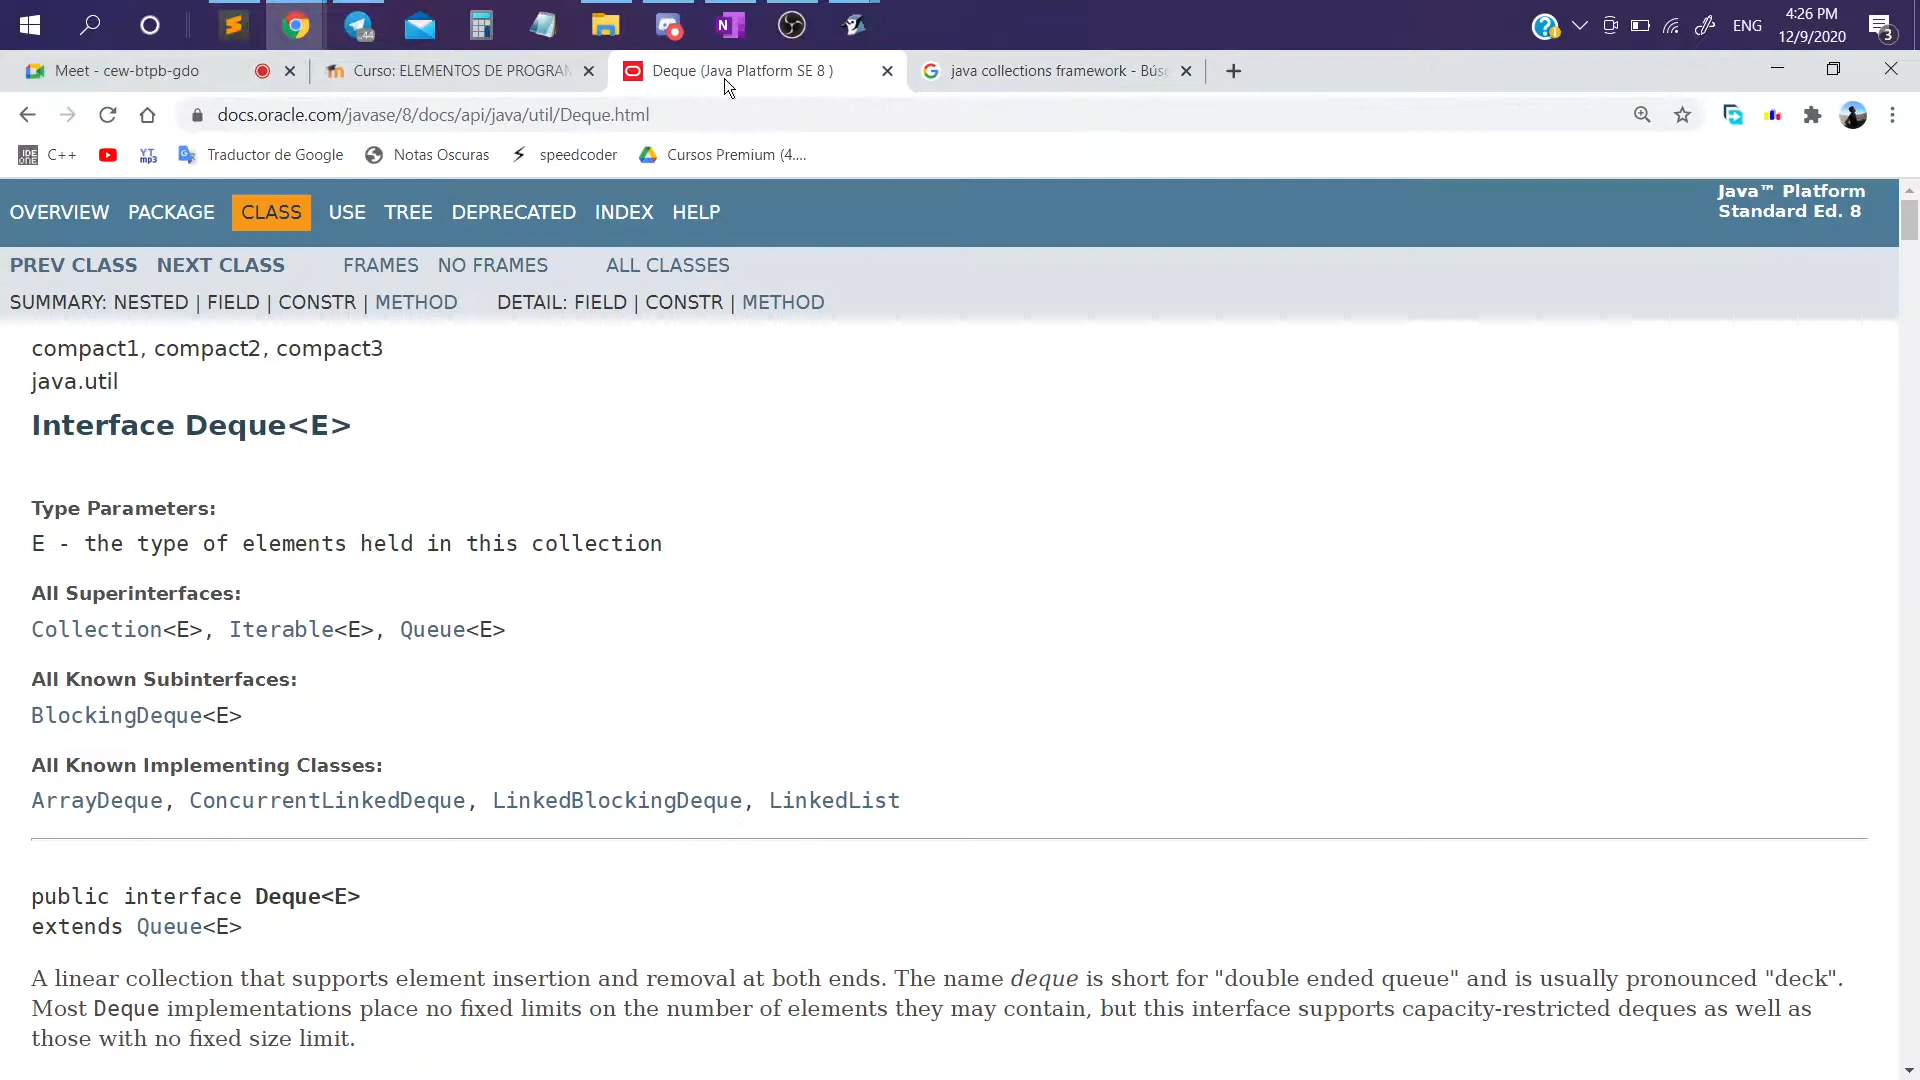 44
ENG
4:26 PM
12/9/2020
3
Meet - cew-btpb-gdo
Curso: ELEMENTOS DE PROGRAM
Deque (Java Platform SE 8 )
java collections framework - Bús
docs.oracle.com/javase/8/docs/api/java/util/Deque.html
IDE ONE C++
YT mp3
Traductor de Google
Notas Oscuras
speedcoder
Cursos Premium (4....
OVERVIEW PACKAGE CLASS USE TREE DEPRECATED INDEX HELP
Java™ Platform
Standard Ed. 8
PREV CLASS NEXT CLASS FRAMES NO FRAMES ALL CLASSES
SUMMARY: NESTED | FIELD | CONSTR | METHOD DETAIL: FIELD | CONSTR | METHOD
compact1, compact2, compact3
java.util
Interface Deque<E>
Type Parameters:
E - the type of elements held in this collection
All Superinterfaces:
Collection<E>, Iterable<E>, Queue<E>
All Known Subinterfaces:
BlockingDeque<E>
All Known Implementing Classes:
ArrayDeque, ConcurrentLinkedDeque, LinkedBlockingDeque, LinkedList
public interface Deque<E>
extends Queue<E>
A linear collection that supports element insertion and removal at both ends. The name deque is short for "double ended queue" and is usually pronounced "deck".
Most Deque implementations place no fixed limits on the number of elements they may contain, but this interface supports capacity-restricted deques as well as
those with no fixed size limit.